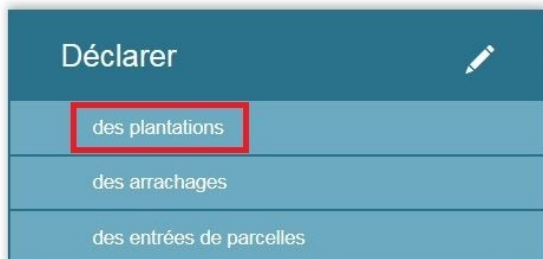 Déclarer
des plantations
des arrachages
des entrées de parcelles